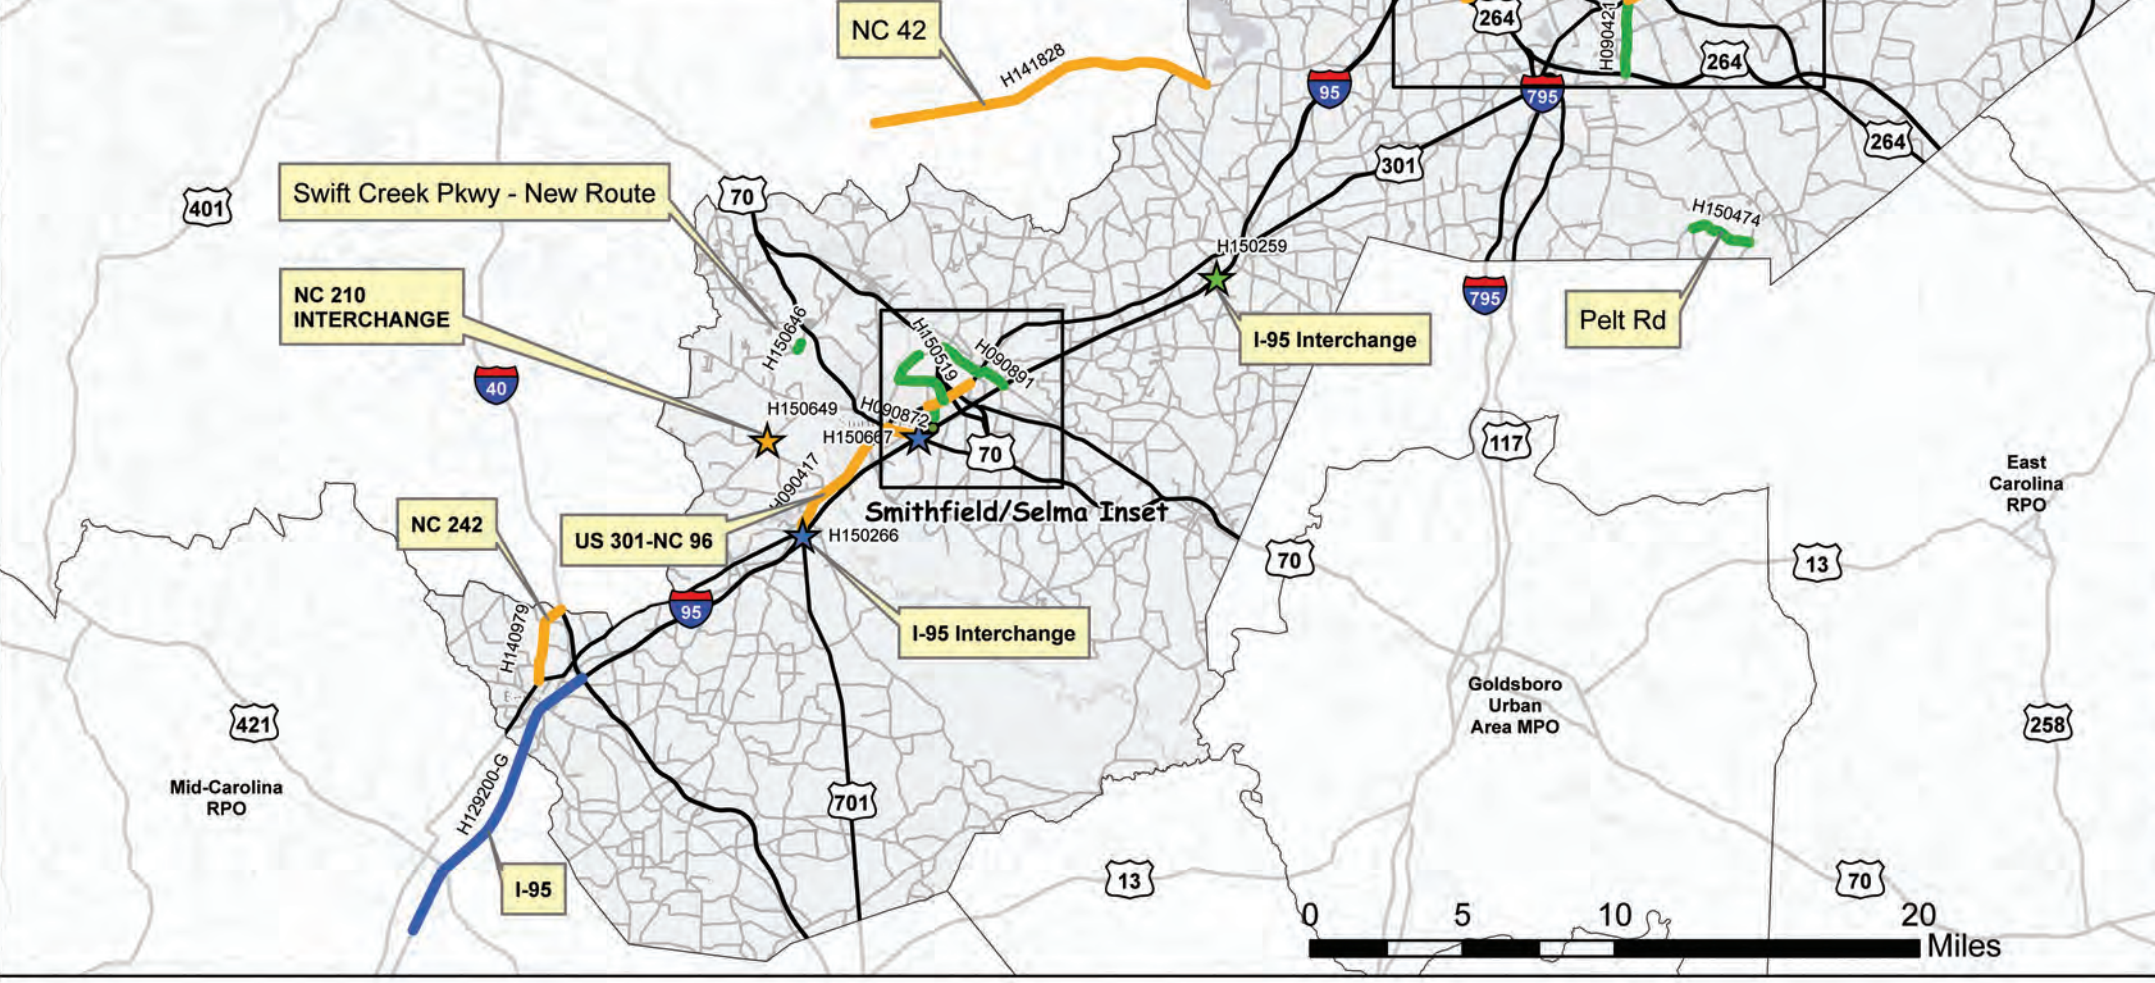 NC 42
H141828
264
H090421
264
95
795
264
301
Swift Creek Pkwy - New Route
70
401
H150474
H150259
NC 210
INTERCHANGE
795
Pelt Rd
I-95 Interchange
H150646
H150519
H090891
40
H150649
H090872
H150667
70
117
H090417
East
Carolina
RPO
NC 242
US 301-NC 96
Smithfield/Selma Inset
H150266
70
13
95
H140979
I-95 Interchange
421
Goldsboro
Urban
Area MPO
258
Mid-Carolina
RPO
H129200-G
701
I-95
13
70
0 5 10 20
Miles